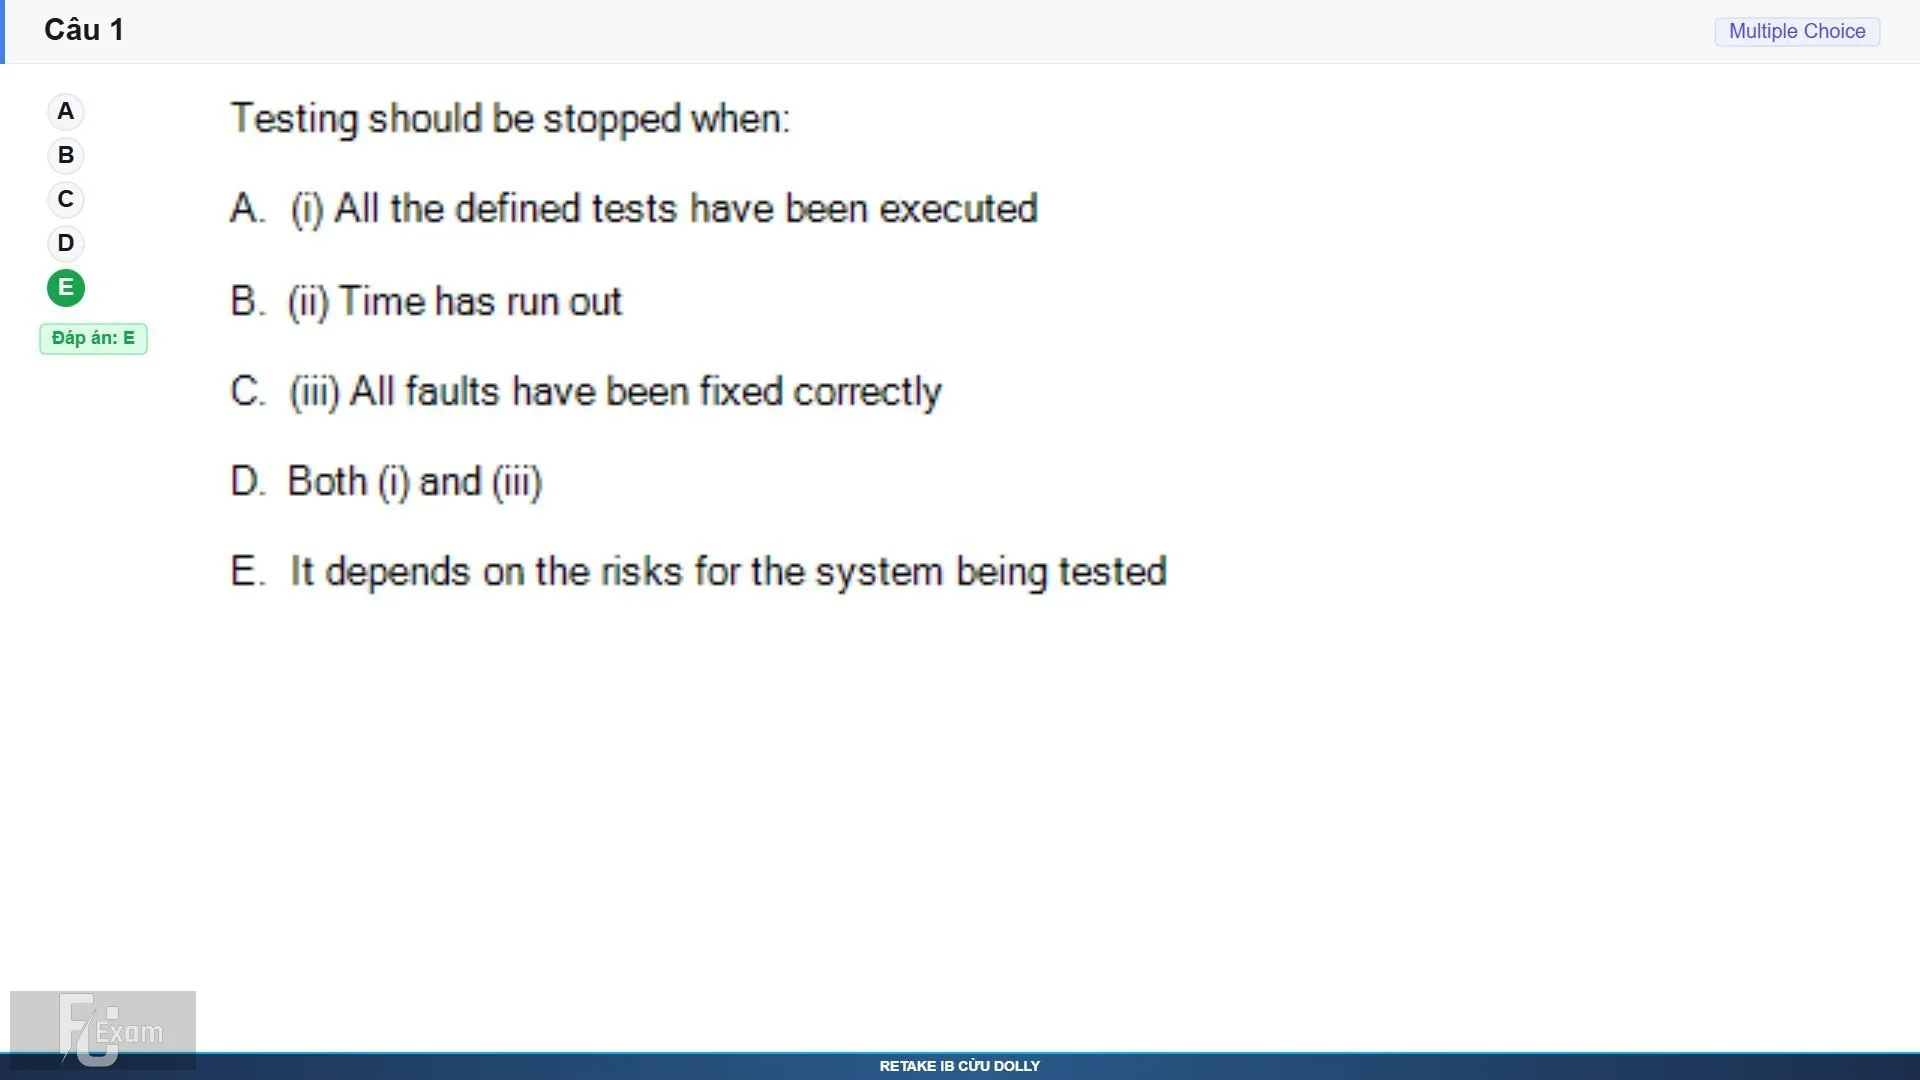 Câu 1
Multiple Choice
A
B
C
D
E
Đáp án: E
Testing should be stopped when:
A. (i) All the defined tests have been executed
B. (ii) Time has run out
C. (iii) All faults have been fixed correctly
D. Both (i) and (iii)
E. It depends on the risks for the system being tested
FU Exam
RETAKE IB CỪU DOLLY